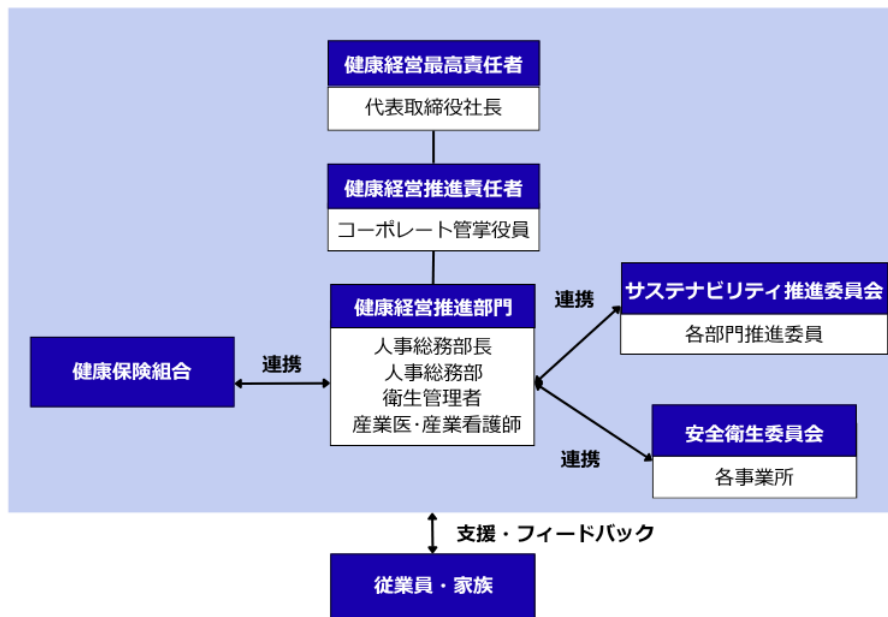 健康経営最高責任者
代表取締役社長
健康経営推進責任者
コーポレート管掌役員
健康経営推進部門
人事総務部長
人事総務部
衛生管理者
産業医・産業看護師
健康保険組合
連携
連携
サステナビリティ推進委員会
各部門推進委員
連携
安全衛生委員会
各事業所
支援・フィードバック
従業員・家族